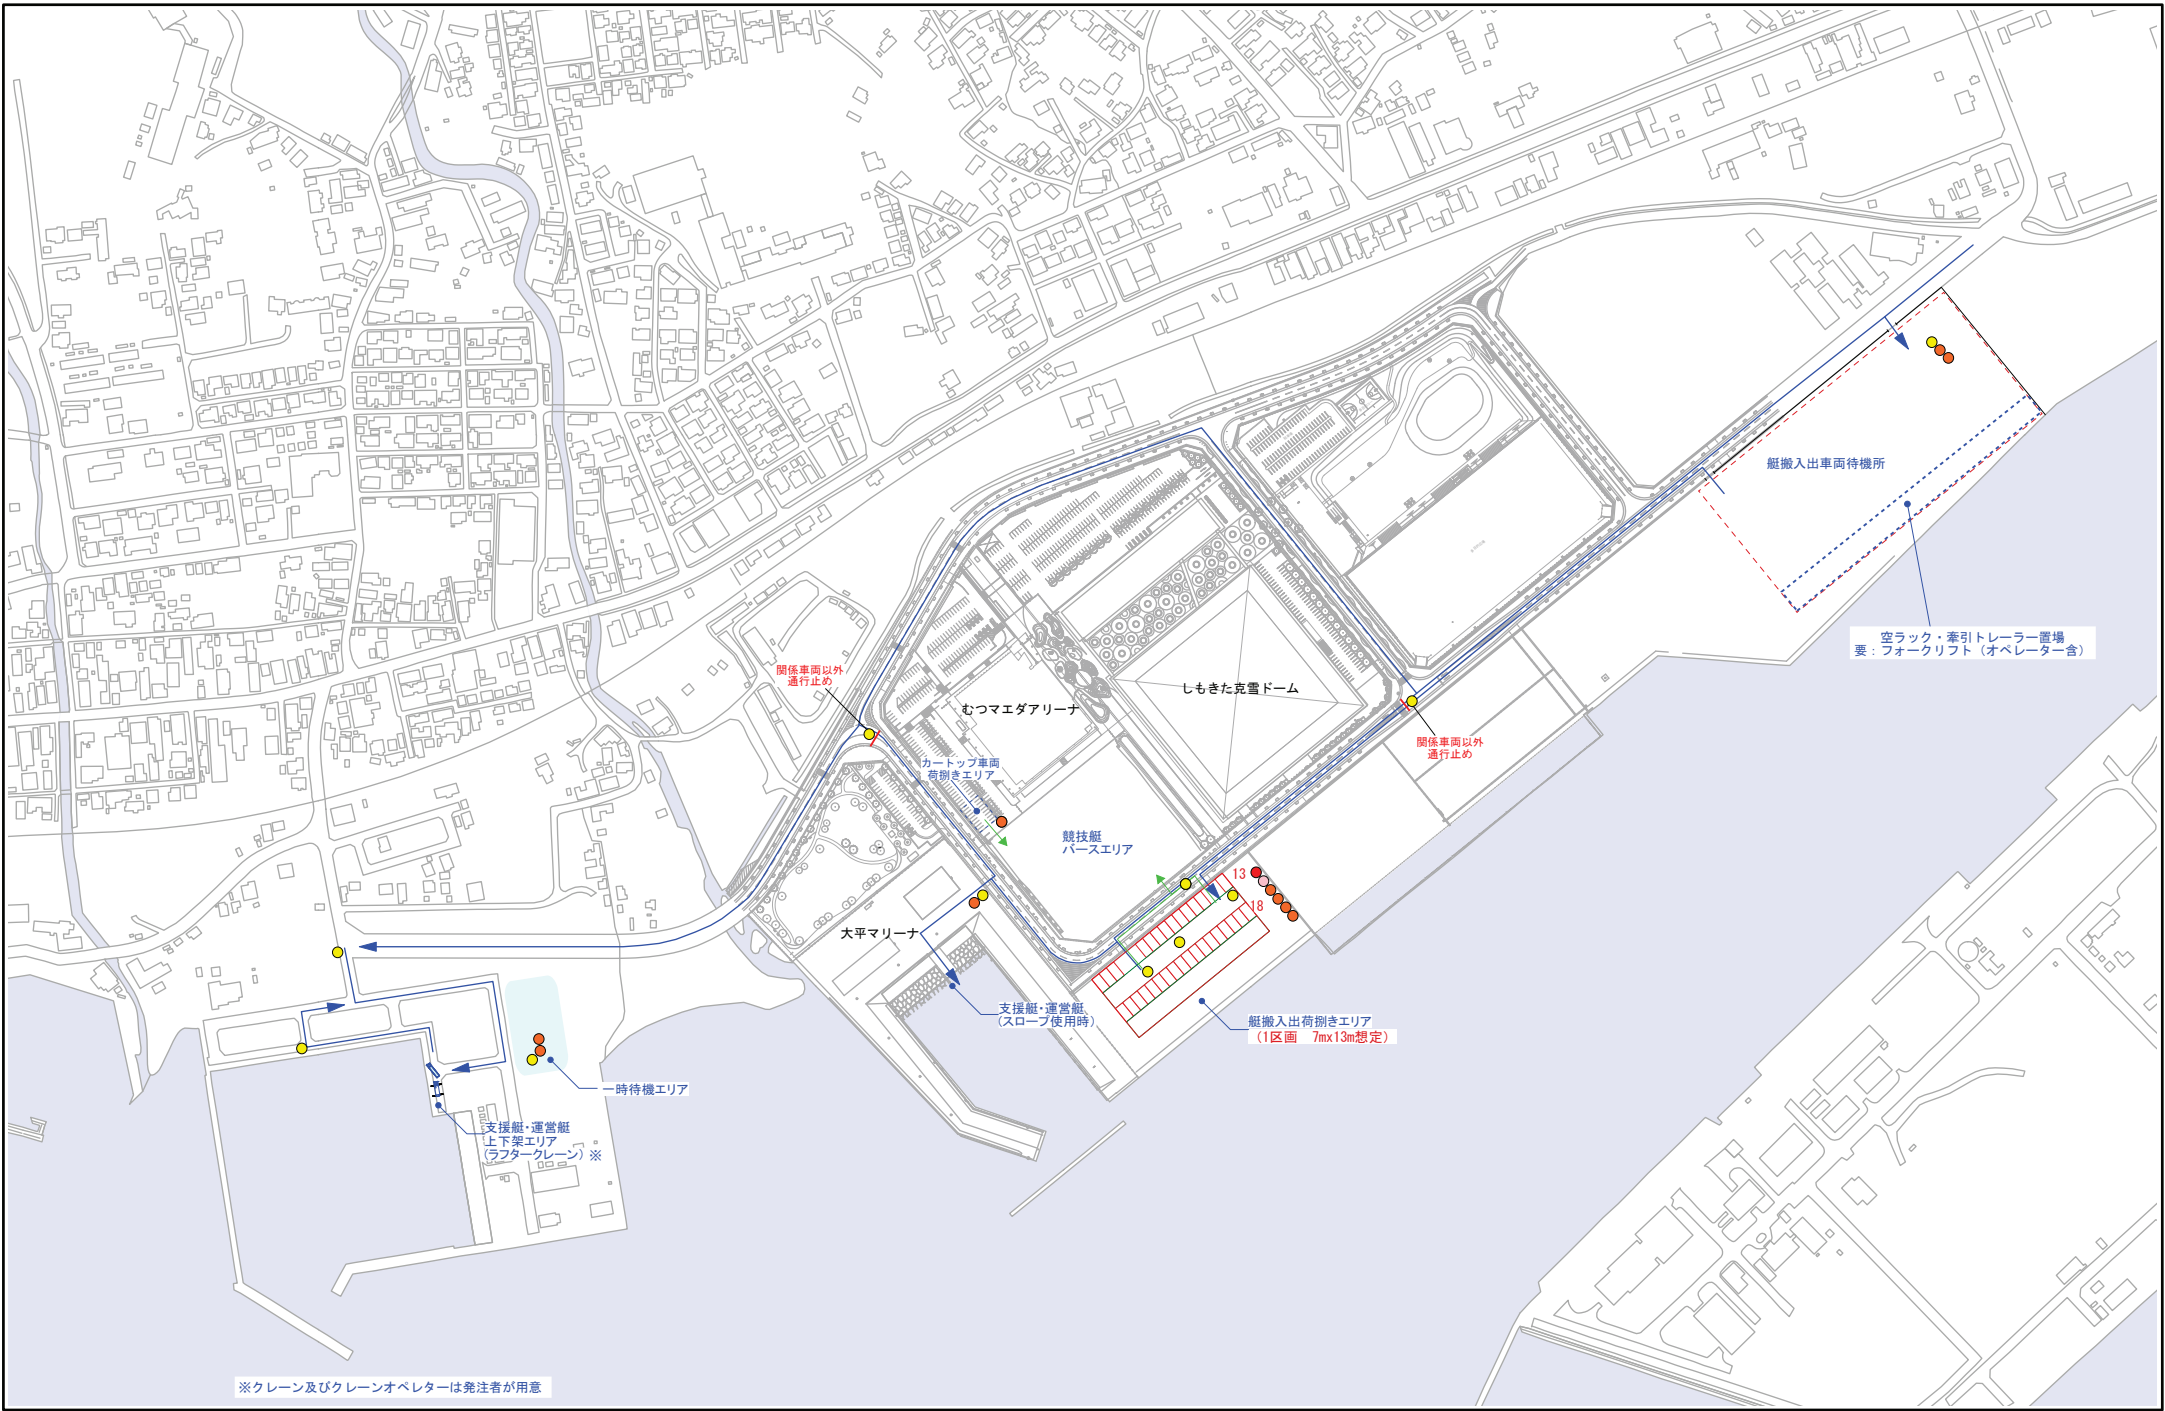 艇搬入出車両待機所
空ラック・牽引トレーラー置場
要：フォークリフト（オペレーター含）
関係車両以外
通行止め
しもきた克雪ドーム
むつマエダアリーナ
関係車両以外
通行止め
カートップ車両
荷捌きエリア
競技艇
バースエリア
13
18
大平マリーナ
支援艇・運営艇
(スロープ使用時)
艇搬入出荷捌きエリア
（1区画　7mx13m想定）
一時待機エリア
支援艇・運営艇
上下架エリア
(ラフタークレーン) ※
※クレーン及びクレーンオペレターは発注者が用意